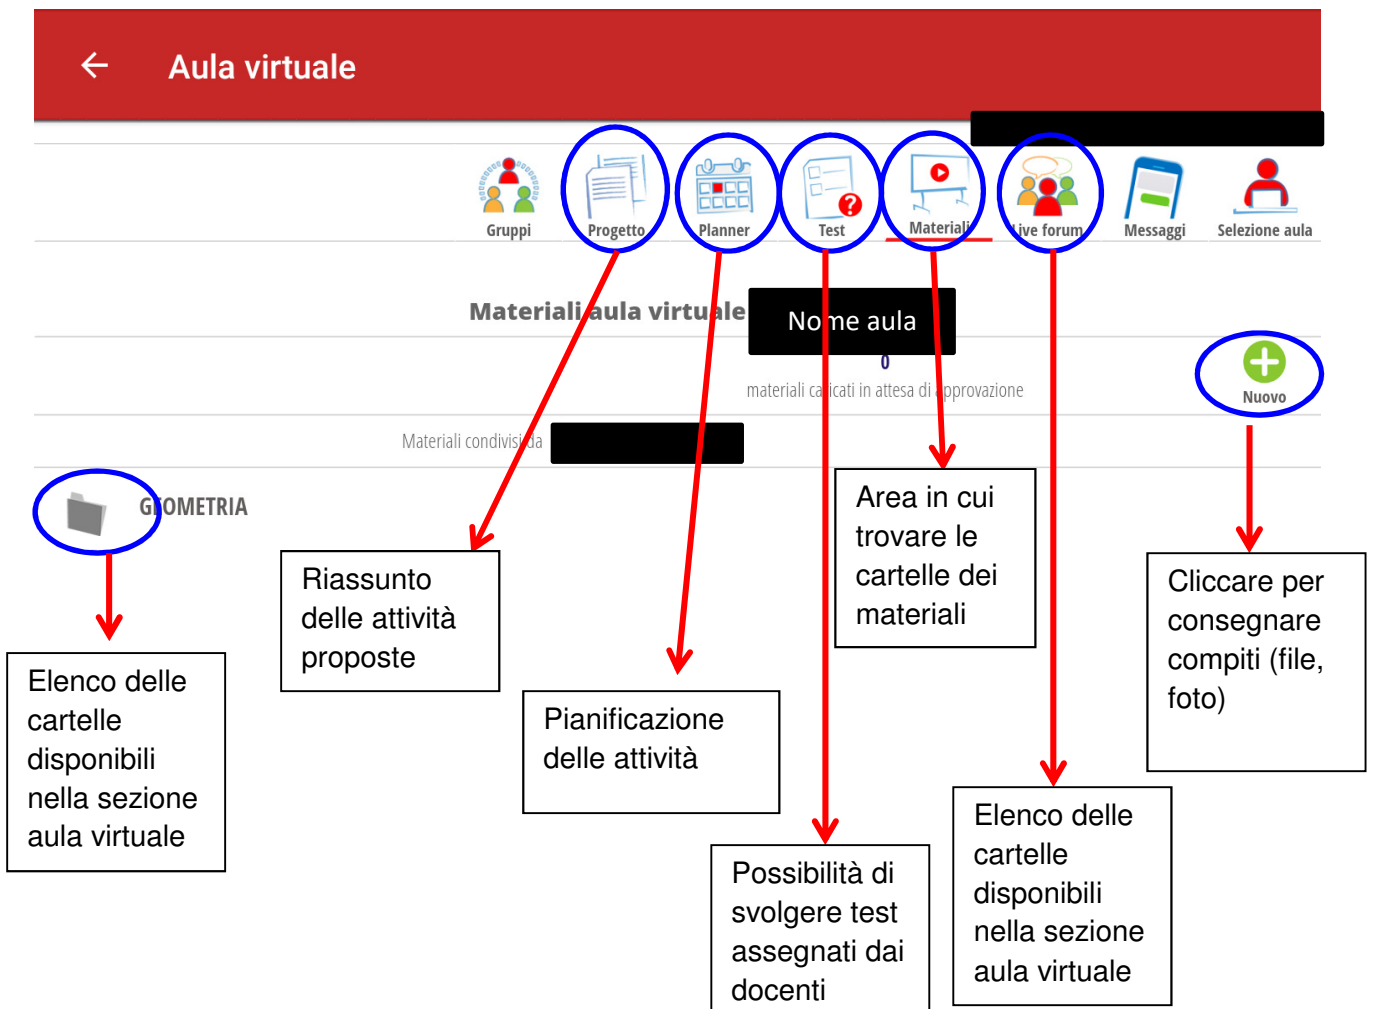 Aula virtuale
Gruppi
Progetto
Planner
Test
Materiali
Live forum
Messaggi
Selezione aula
Materiali aula virtuale
Nome aula
0
materiali caricati in attesa di approvazione
Nuovo
Materiali condivisi da
GEOMETRIA
Elenco delle
cartelle
disponibili
nella sezione
aula virtuale
Riassunto
delle attività
proposte
Pianificazione
delle attività
Possibilità di
svolgere test
assegnati dai
docenti
Area in cui
trovare le
cartelle dei
materiali
Elenco delle
cartelle
disponibili
nella sezione
aula virtuale
Cliccare per
consegnare
compiti (file,
foto)